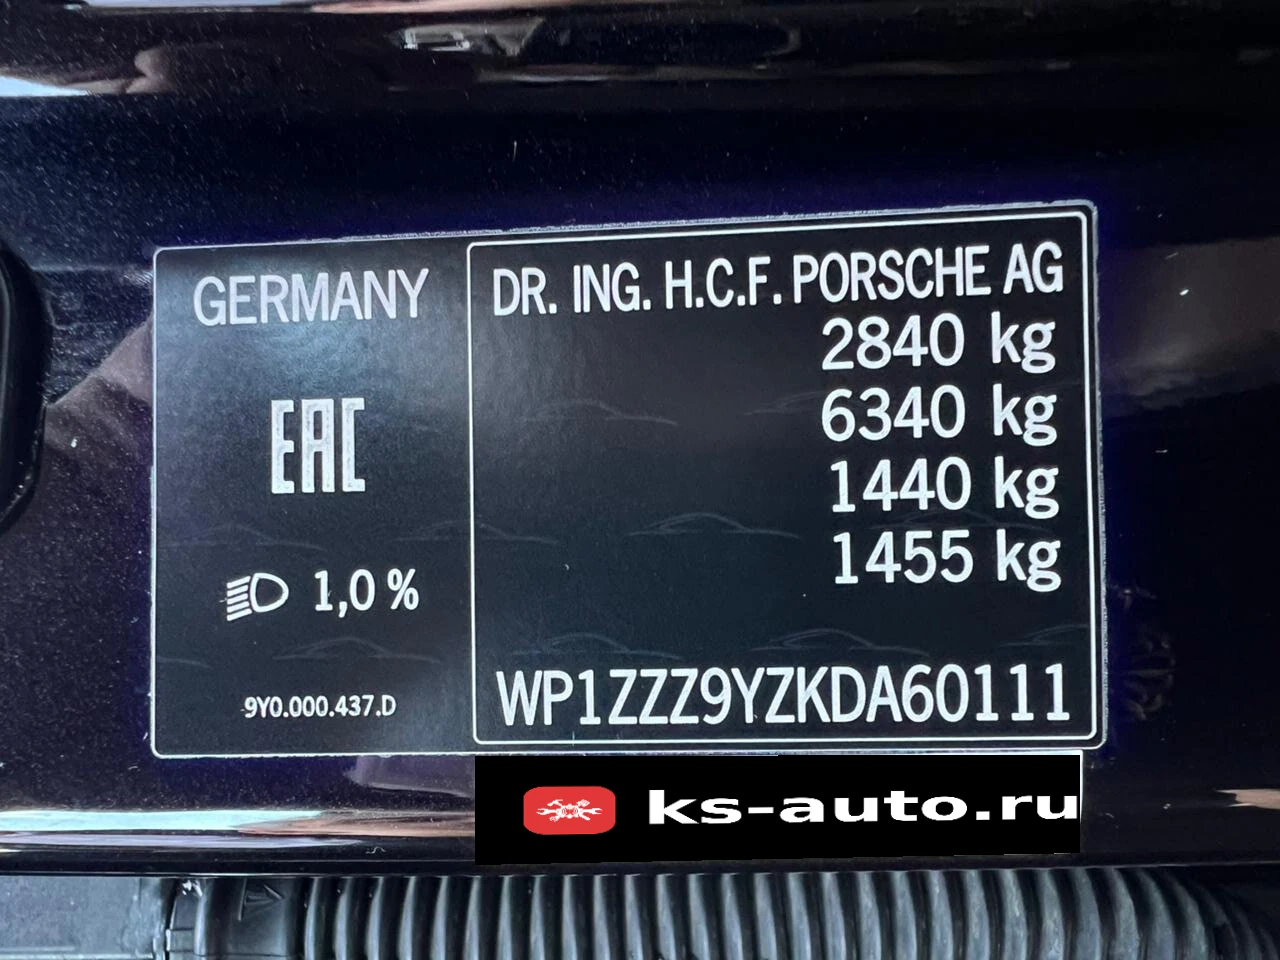 GERMANY
EAC
1,0 %
9Y0.000.437.D
DR. ING. H.C.F. PORSCHE AG
2840 kg
6340 kg
1440 kg
1455 kg
WP1ZZZ9YZKDA60111
ks-auto.ru